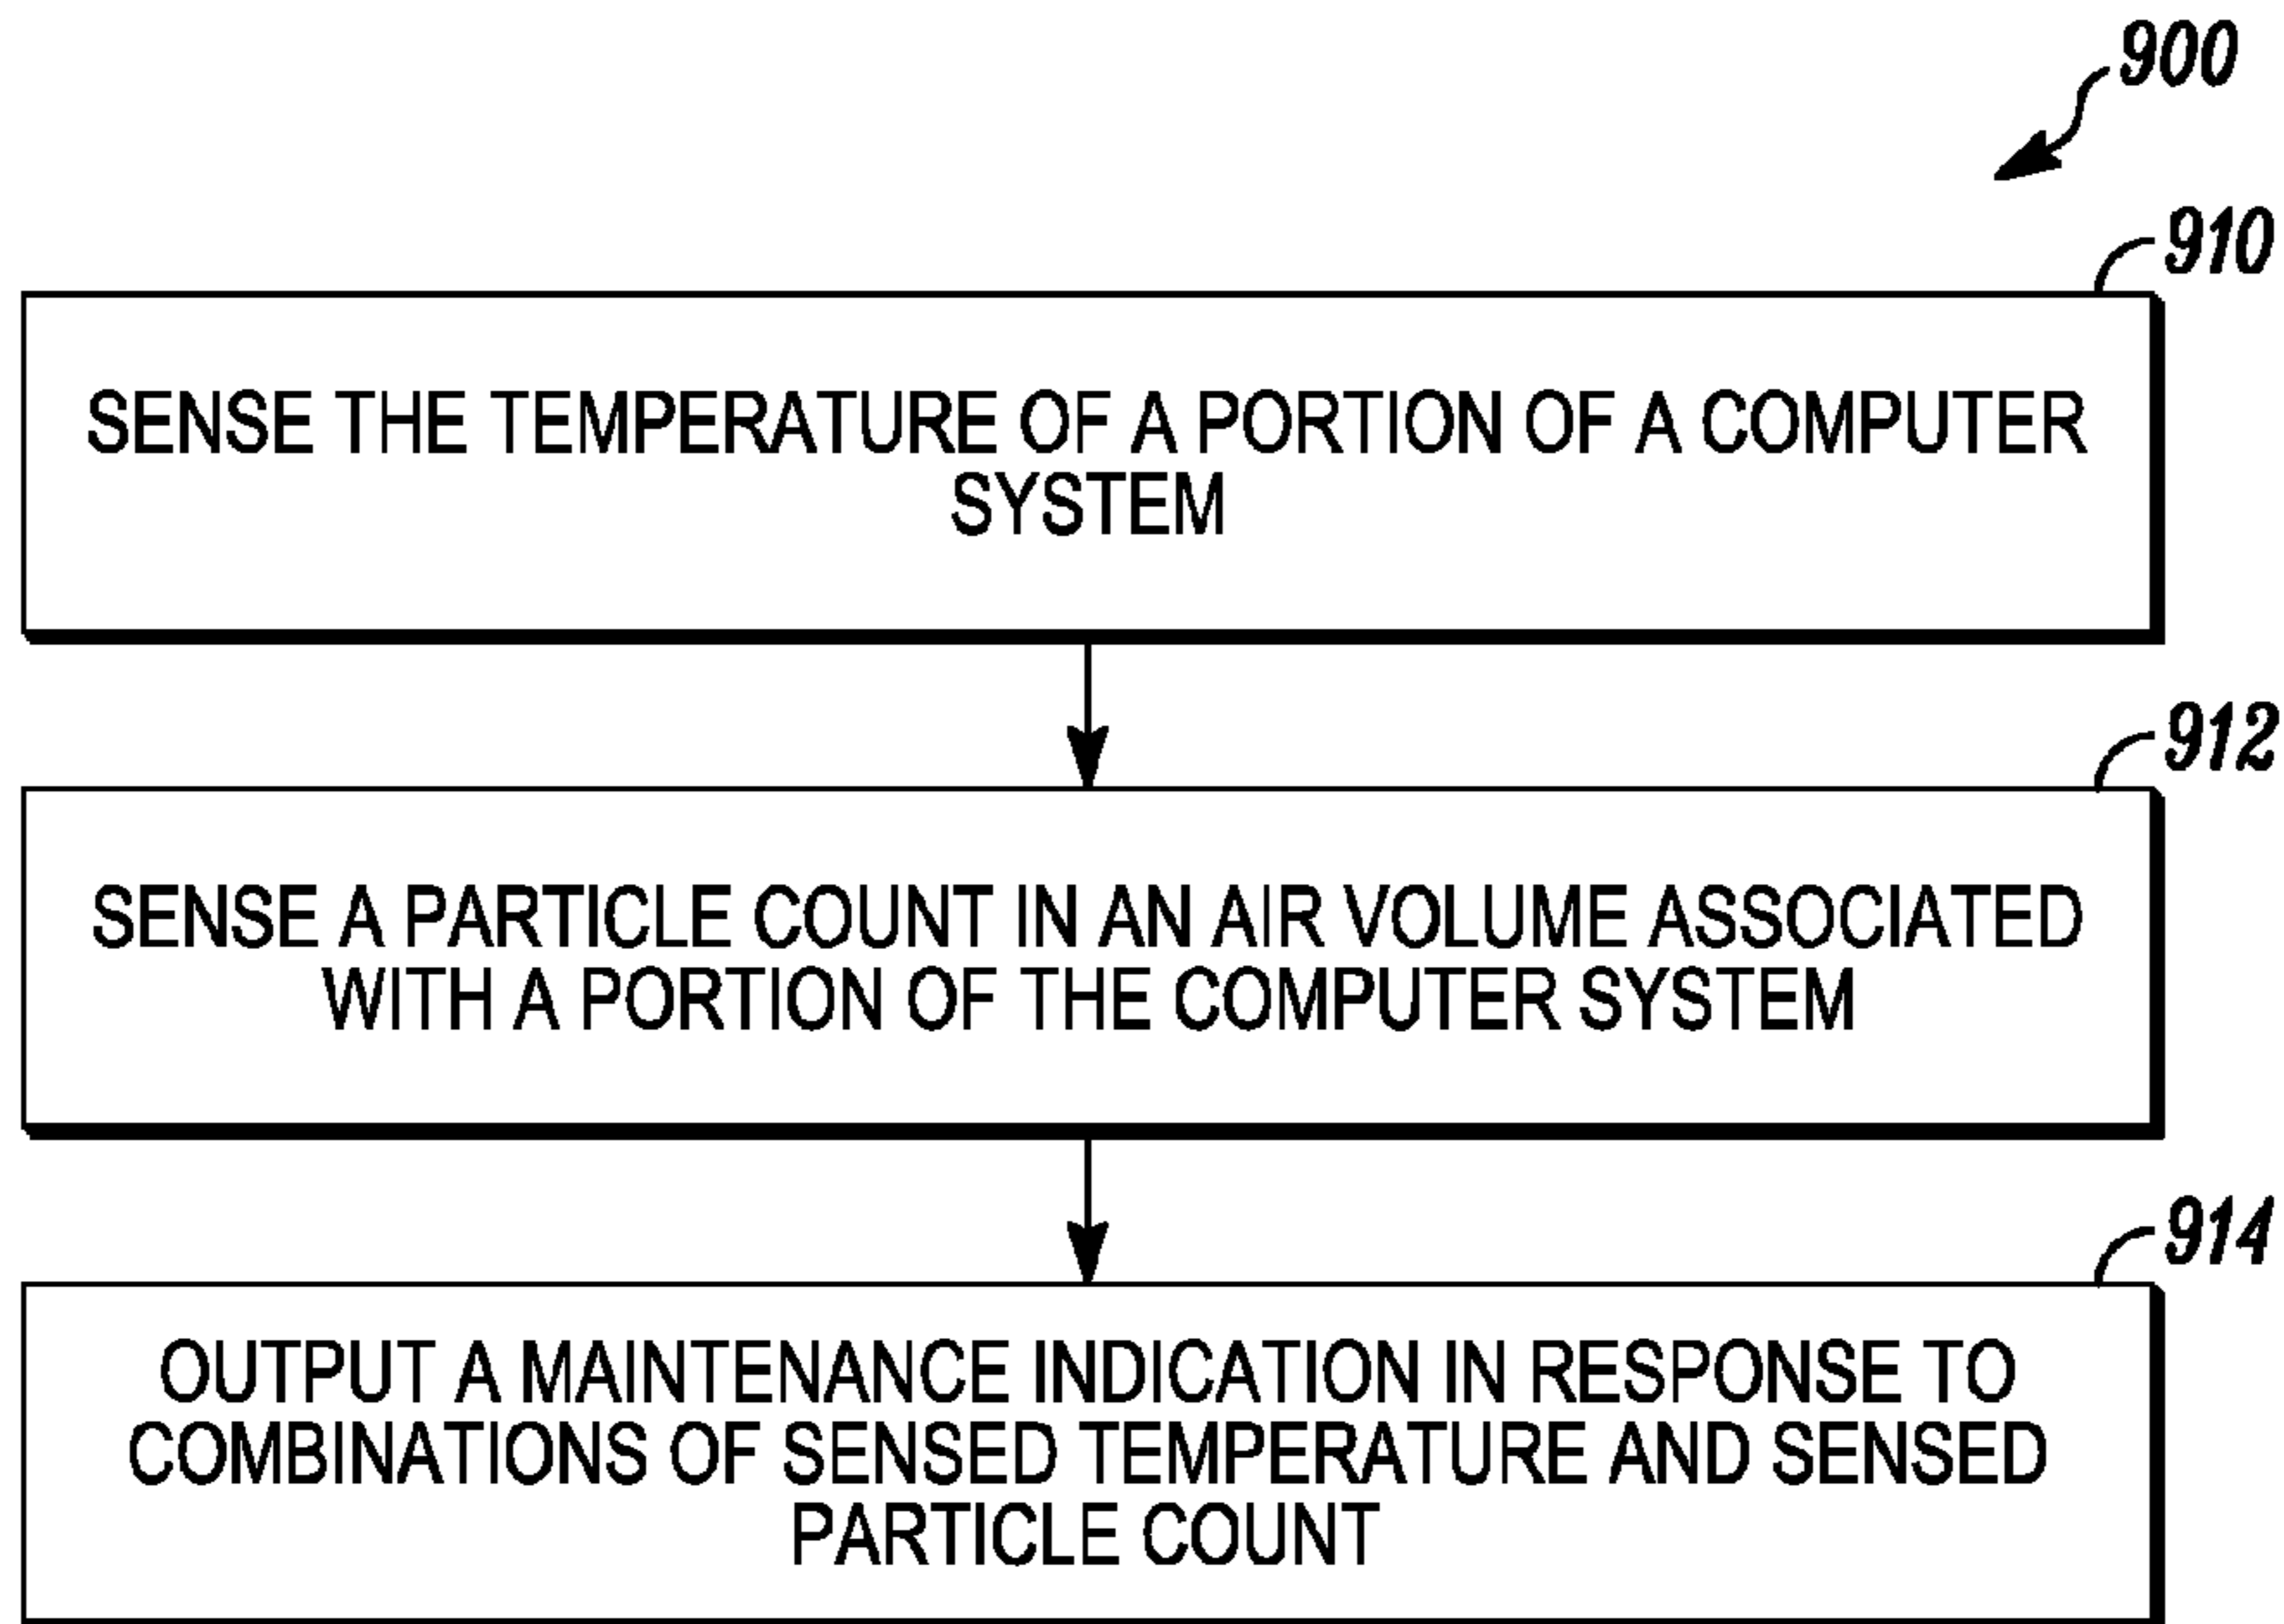 900
910
SENSE THE TEMPERATURE OF A PORTION OF A COMPUTER
SYSTEM
912
SENSE A PARTICLE COUNT IN AN AIR VOLUME ASSOCIATED
WITH A PORTION OF THE COMPUTER SYSTEM
914
OUTPUT A MAINTENANCE INDICATION IN RESPONSE TO
COMBINATIONS OF SENSED TEMPERATURE AND SENSED
PARTICLE COUNT